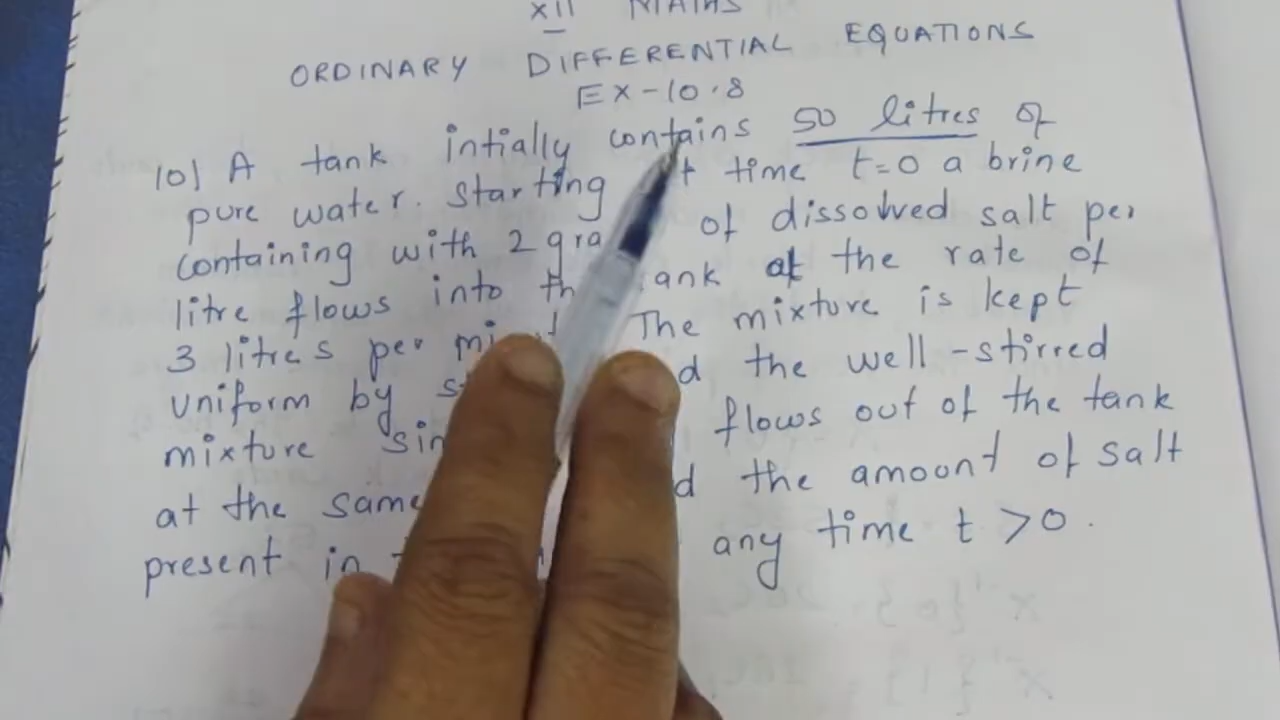 XII MATHS
ORDINARY DIFFERENTIAL EQUATIONS
EX-10.8
10) A tank intially contains 50 litres of
pure water. Starting time t=0 a brine
containing with 2 of dissolved salt per
litre flows into the at the rate of
3 litres per The mixture is kept
uniform by the well-stirred
mixture flows out of the tank
at the same the amount of salt
present in any time t >0.